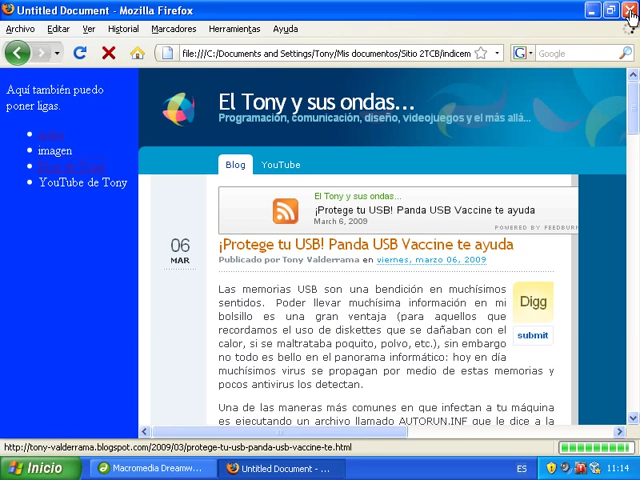 Untitled Document - Mozilla Firefox
Archivo Editar Ver Historial Marcadores Herramientas Ayuda
file:///C:/Documents and Settings/Tony/Mis documentos/Sitio 2TCB/indicem
Google
Aquí también puedo
poner ligas.
imagen
YouTube de Tony
El Tony y sus ondas...
Programación, comunicación, diseño, videojuegos y el más allá...
Blog YouTube
El Tony y sus ondas...
¡Protege tu USB! Panda USB Vaccine te ayuda
March 6, 2009
POWERED BY FEEDBURN
06
MAR
¡Protege tu USB! Panda USB Vaccine te ayuda
Publicado por Tony Valderrama en viernes, marzo 06, 2009
Las memorias USB son una bendición en muchísimos
sentidos. Poder llevar muchísima información en mi
bolsillo es una gran ventaja (para aquellos que
recordamos el uso de diskettes que se dañaban con el
calor, si se maltrataba poquito, polvo, etc.), sin embargo
no todo es bello en el panorama informático: hoy en día
muchísimos virus se propagan por medio de estas memorias y
pocos antivirus los detectan.
Digg
submit
Una de las maneras más comunes en que infectan a tu máquina
es ejecutando un archivo llamado AUTORUN.INF que le dice a la
http://tony-valderrama.blogspot.com/2009/03/protege-tu-usb-panda-usb-vaccine-te.html
Inicio
Macromedia Dreamw...
Untitled Document - ...
ES
11:14